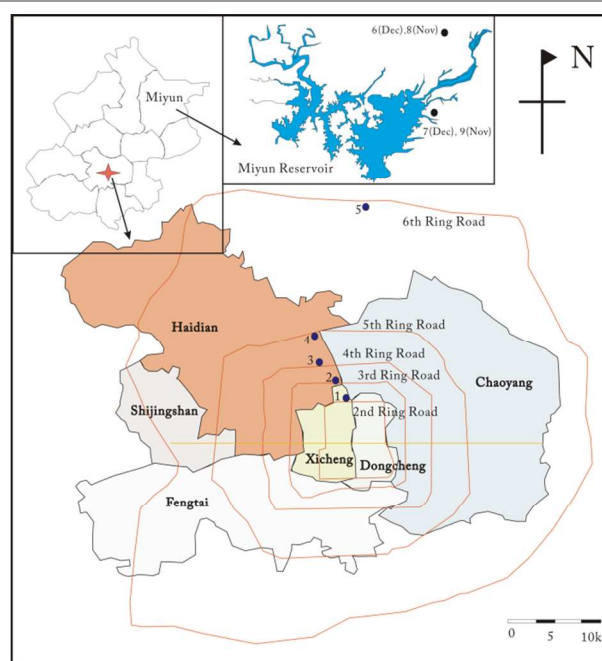 6(Dec),8(Nov)
Miyun
N
7(Dec), 9(Nov)
Miyun Reservoir
5
6th Ring Road
5th Ring Road
Haidian
4
4th Ring Road
3
3rd Ring Road
2
Chaoyang
1
2nd Ring Road
Shijingshan
Xicheng
Dongcheng
Fengtai
0 5 10k